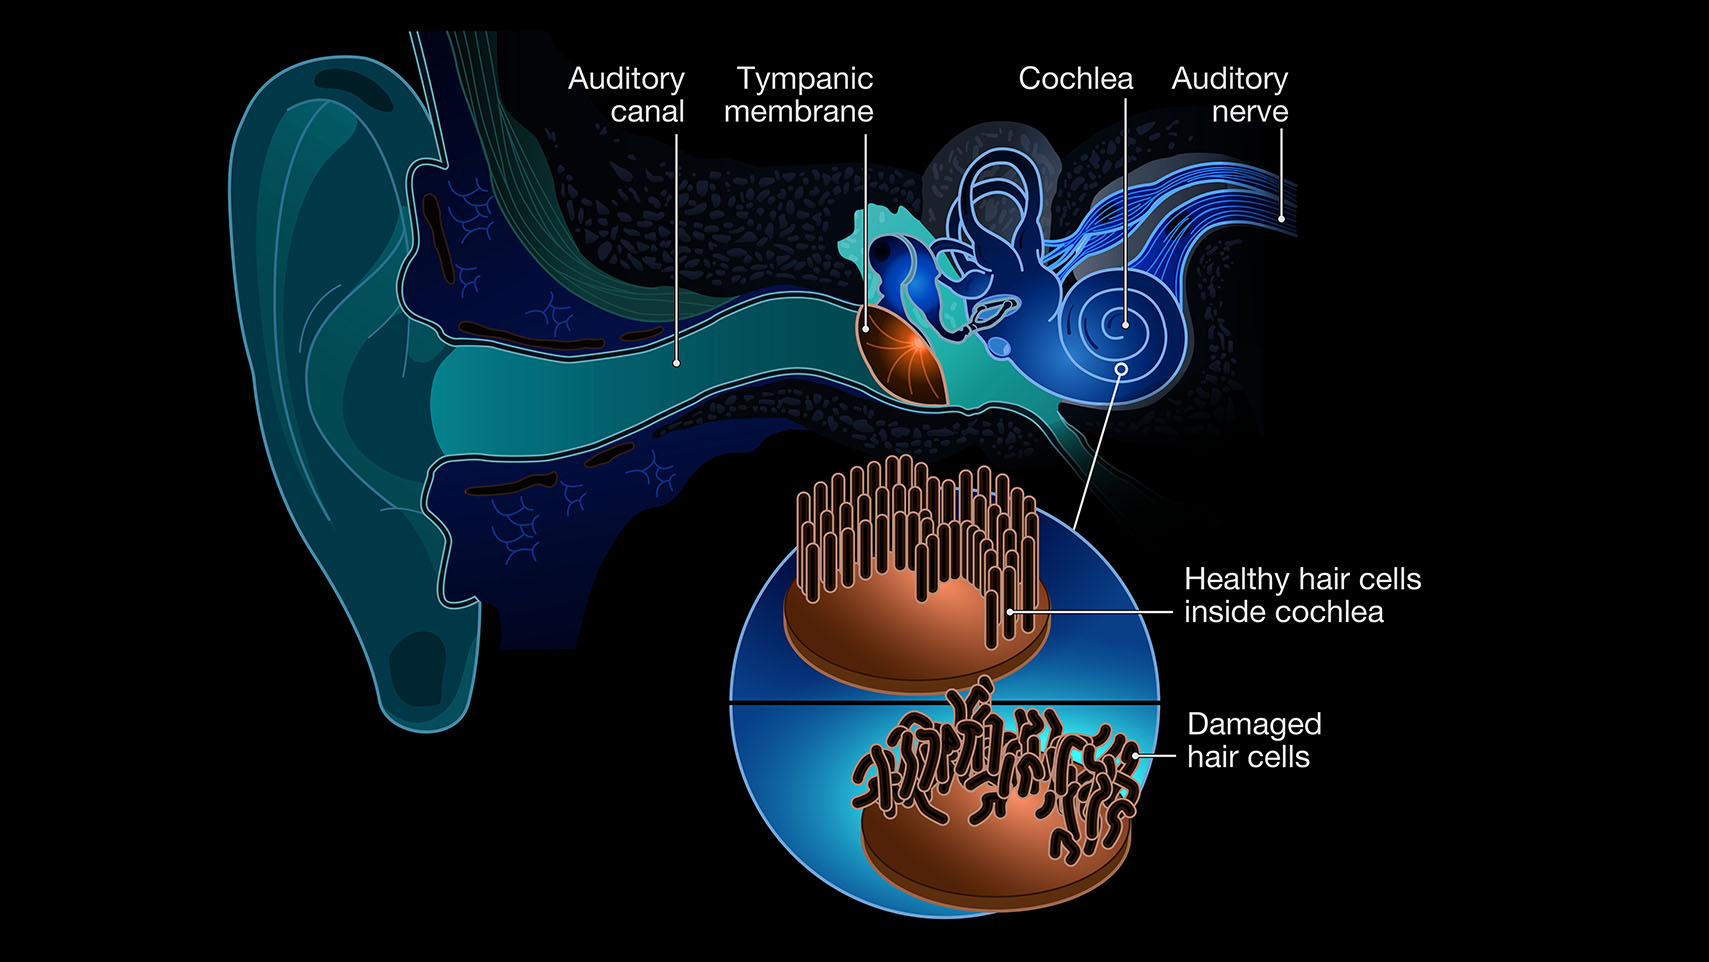 Auditory
canal
Tympanic
membrane
Cochlea
Auditory
nerve
Healthy hair cells
inside cochlea
Damaged
hair cells